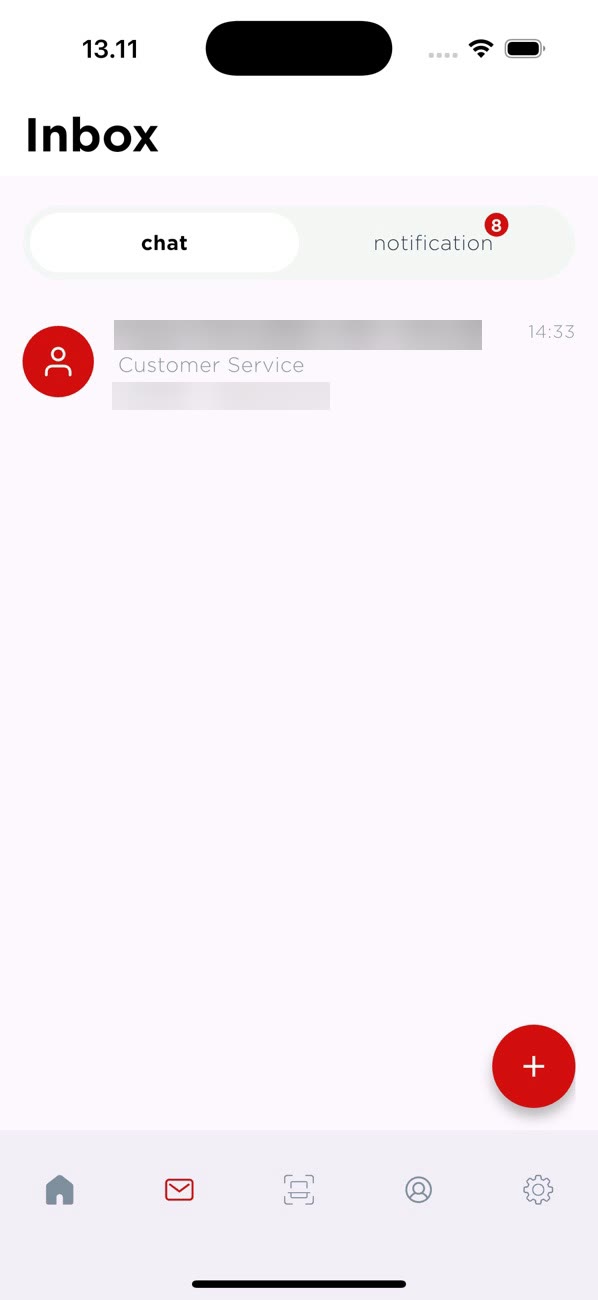 13.11
Inbox
chat
notification
8
14:33
Customer Service